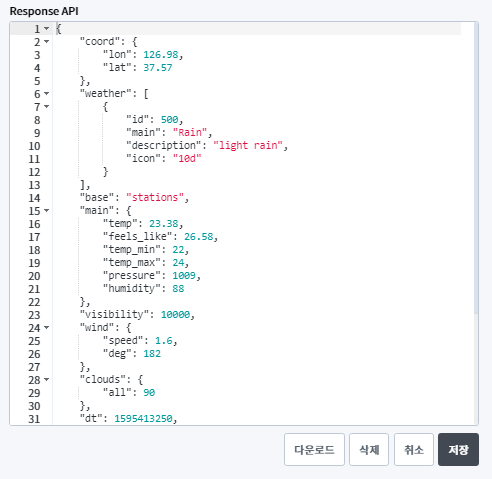 Response API
1 {
2 "coord": {
3 "lon": 126.98,
4 "lat": 37.57
5 },
6 "weather": [
7 {
8 "id": 500,
9 "main": "Rain",
10 "description": "light rain",
11 "icon": "10d"
12 }
13 ],
14 "base": "stations",
15 "main": {
16 "temp": 23.38,
17 "feels_like": 26.58,
18 "temp_min": 22,
19 "temp_max": 24,
20 "pressure": 1009,
21 "humidity": 88
22 },
23 "visibility": 10000,
24 "wind": {
25 "speed": 1.6,
26 "deg": 182
27 },
28 "clouds": {
29 "all": 90
30 },
31 "dt": 1595413250,
다운로드 삭제 취소 저장